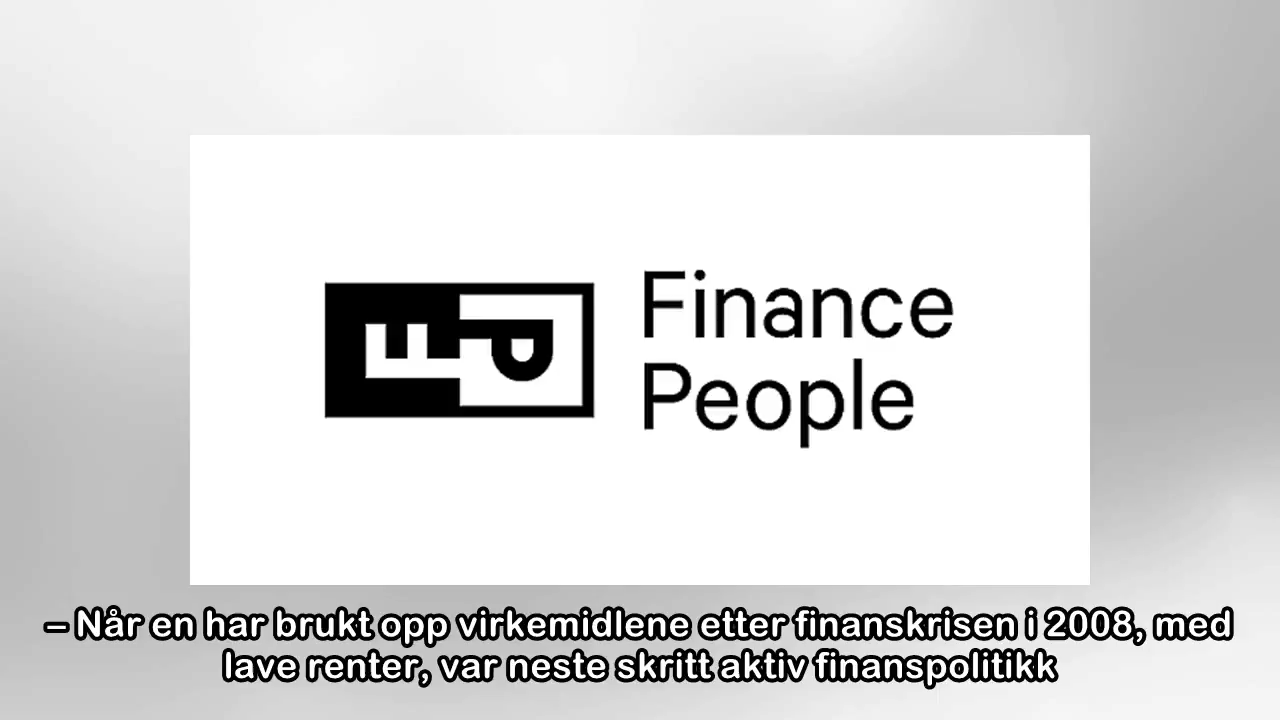 FP
Finance
People
– Når en har brukt opp virkemidlene etter finanskrisen i 2008, med
lave renter, var neste skritt aktiv finanspolitikk